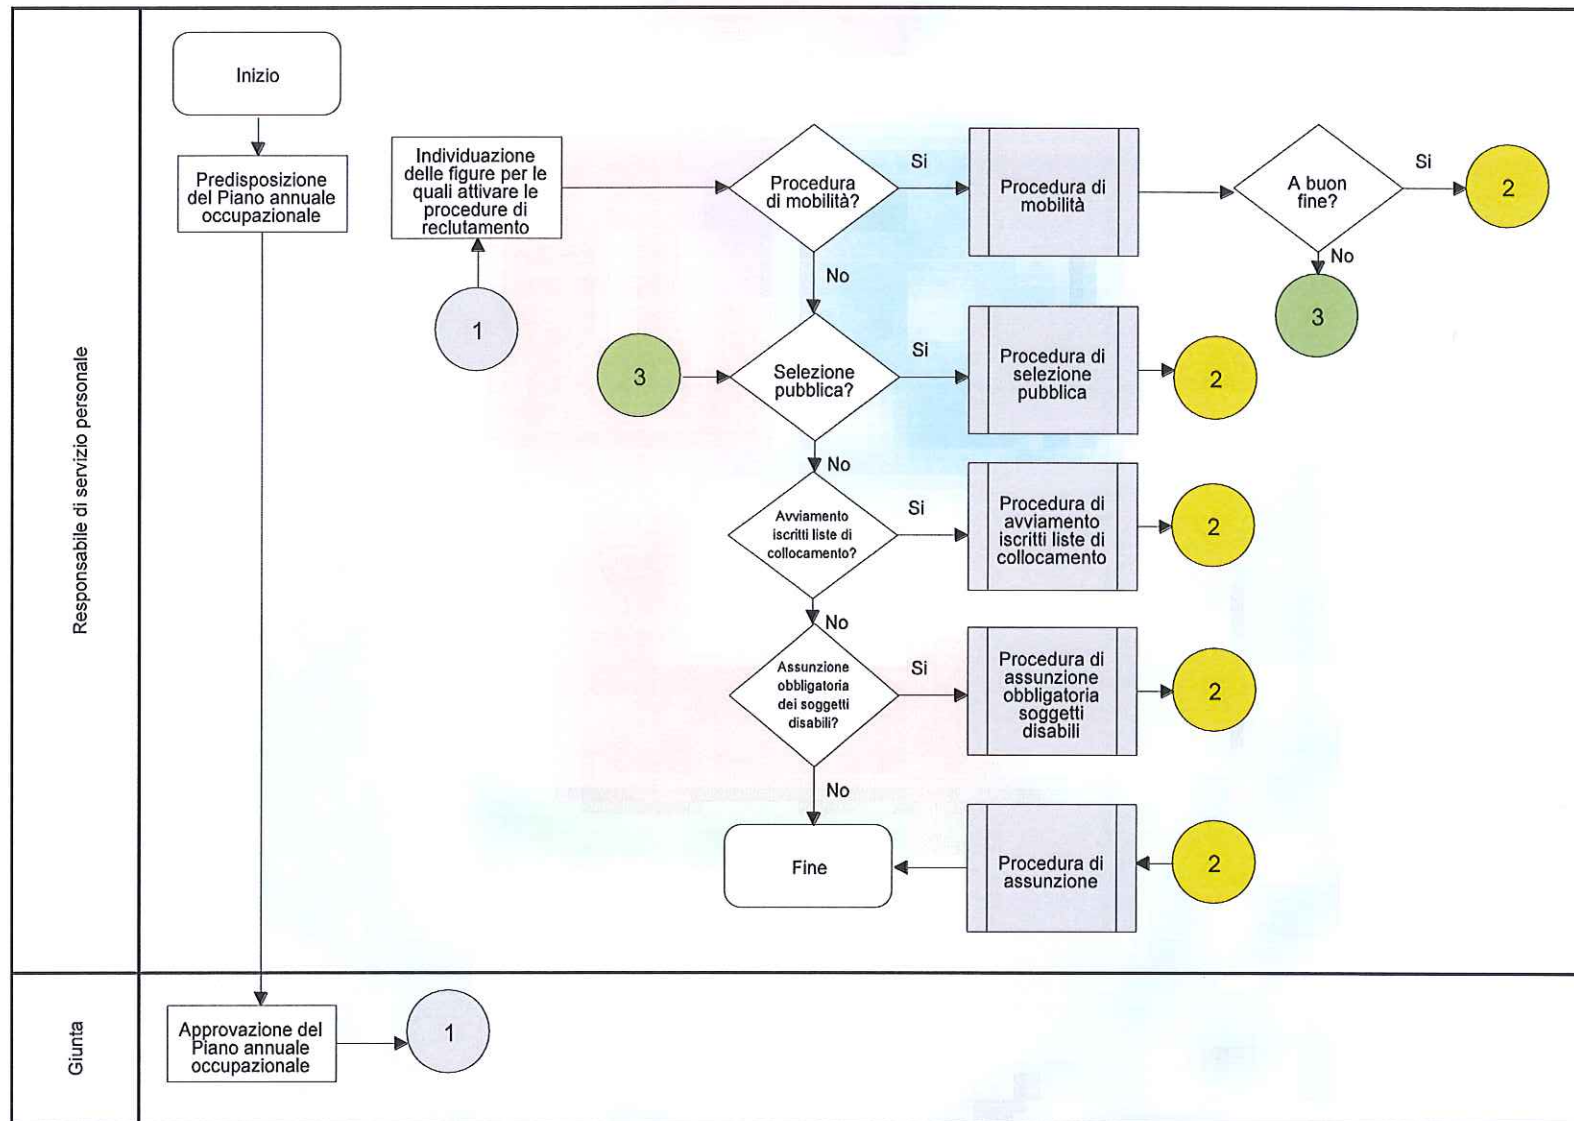 Responsabile di servizio personale
Inizio
Predisposizione
del Piano annuale
occupazionale
Individuazione
delle figure per le
quali attivare le
procedure di
reclutamento
1
Procedura
di mobilità?
Si
No
Procedura di
mobilità
A buon
fine?
Si
2
No
3
3
Selezione
pubblica?
Si
No
Procedura di
selezione
pubblica
2
Avviamento
iscritti liste di
collocamento?
Si
No
Procedura di
avviamento
iscritti liste di
collocamento
2
Assunzione
obbligatoria
dei soggetti
disabili?
Si
No
Procedura di
assunzione
obbligatoria
soggetti
disabili
2
Fine
Procedura di
assunzione
2
Giunta
Approvazione del
Piano annuale
occupazionale
1